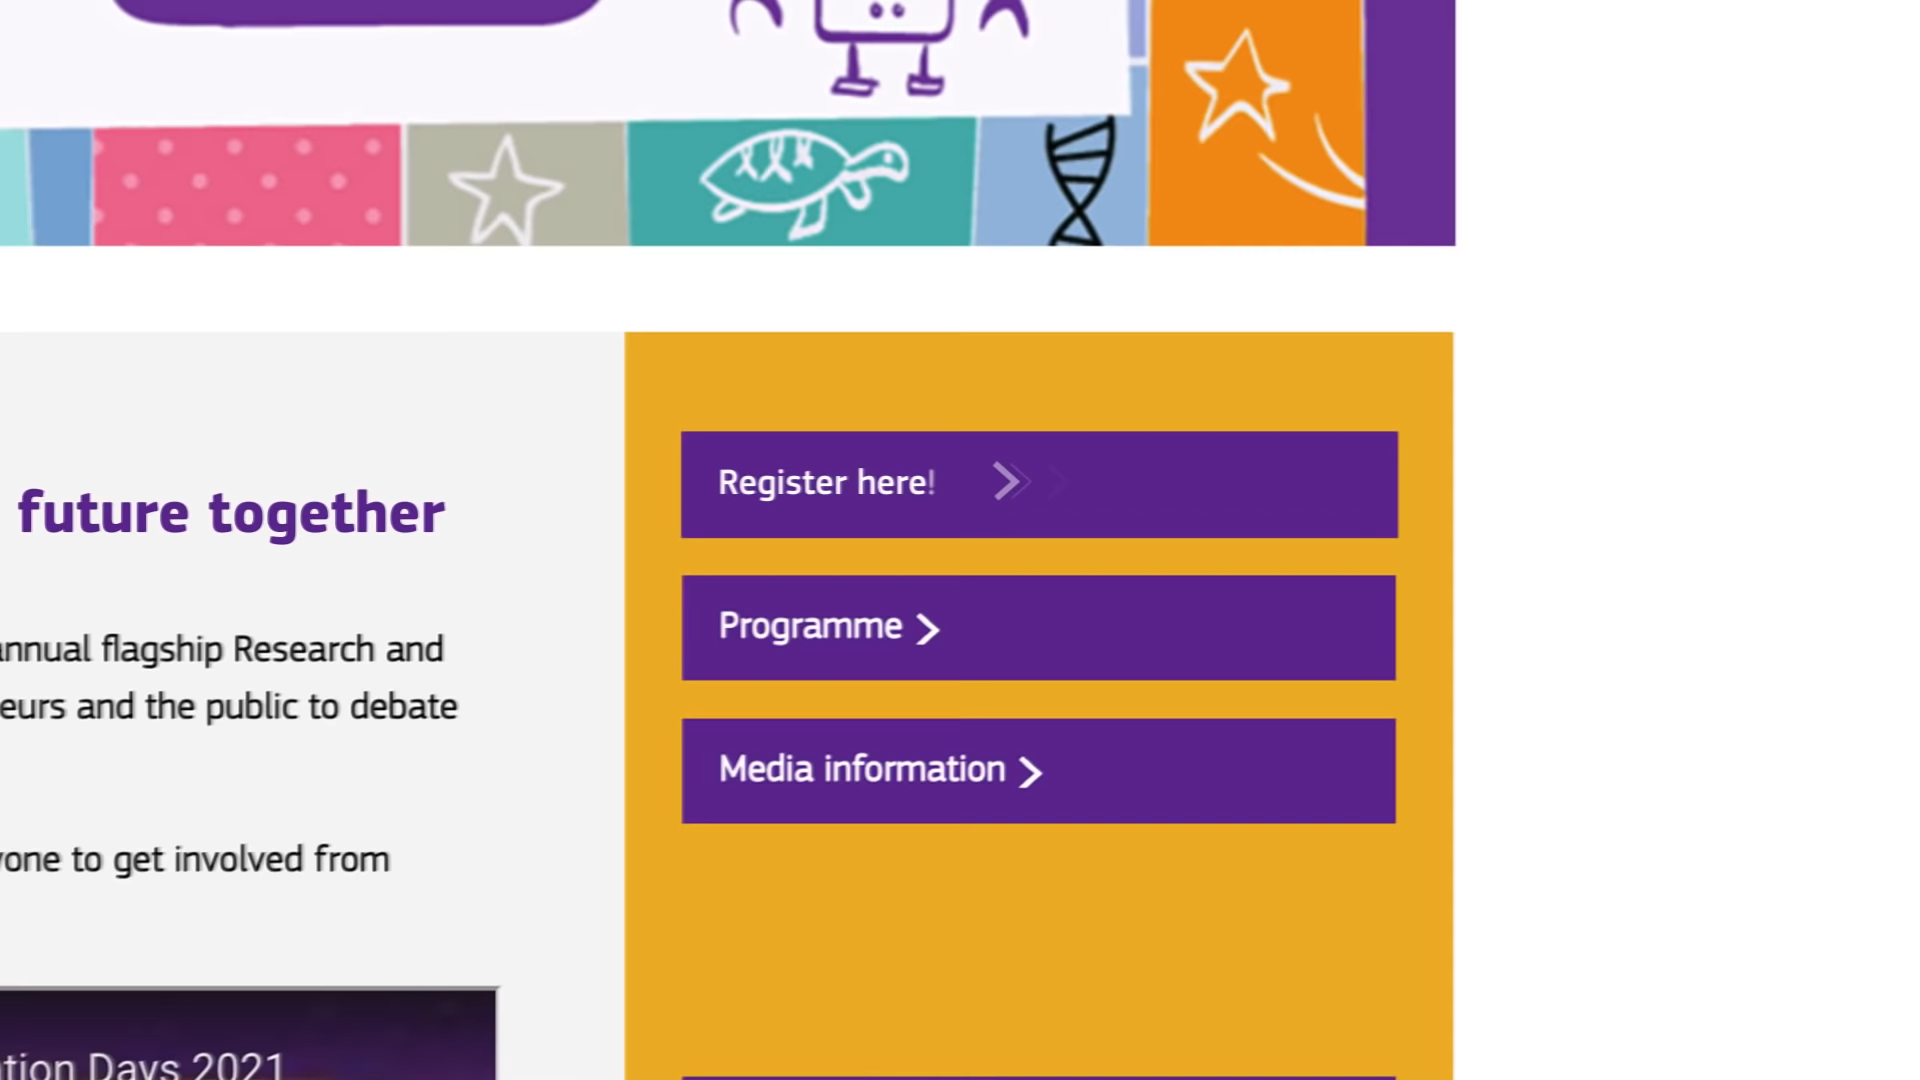 future together
annual flagship Research and
eurs and the public to debate
yone to get involved from
tion Days 2021
Register here!
Programme
Media information